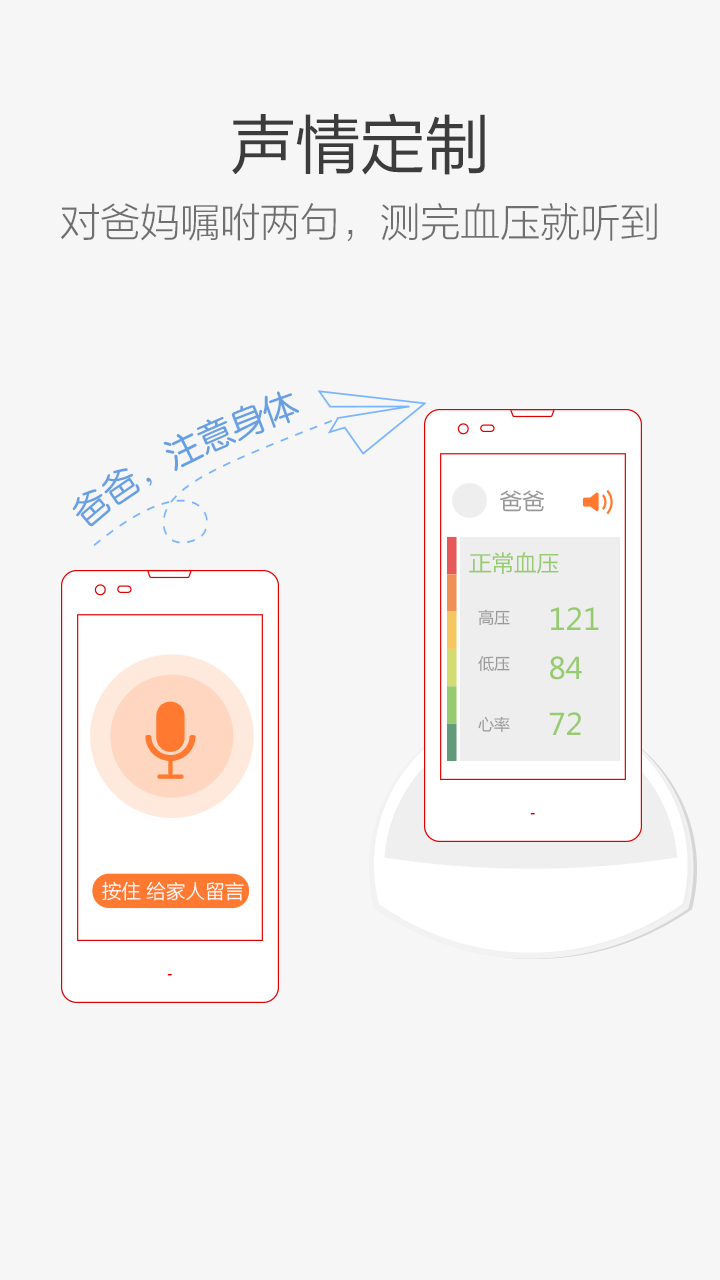 声情定制
对爸妈嘱咐两句，测完血压就听到
爸爸，注意身体
爸爸
正常血压
高压 121
低压 84
心率 72
按住 给家人留言